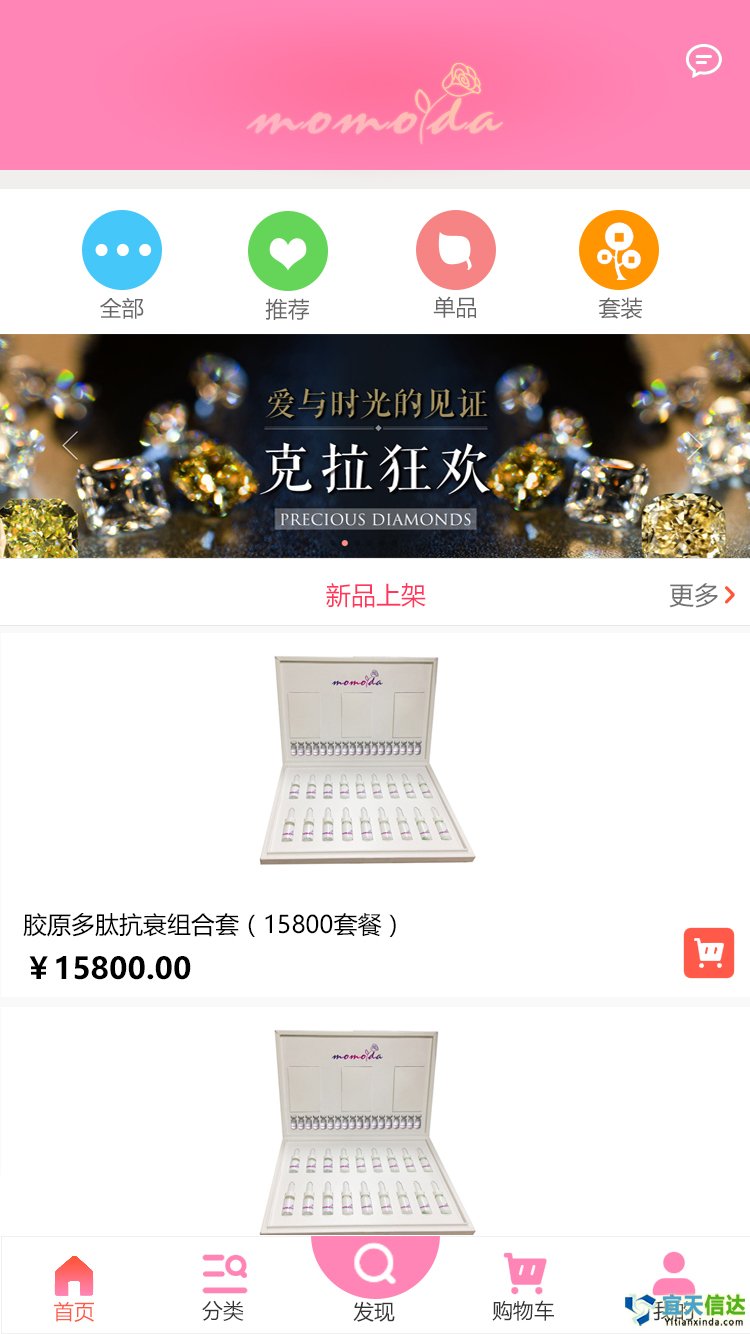 momoda
全部
推荐
单品
套装
爱与时光的见证
克拉狂欢
PRECIOUS DIAMONDS
新品上架
更多
momoda
胶原多肽抗衰组合套（15800套餐）
￥15800.00
momoda
首页
分类
发现
购物车
我的
宜天信达
Yitianxinda.com